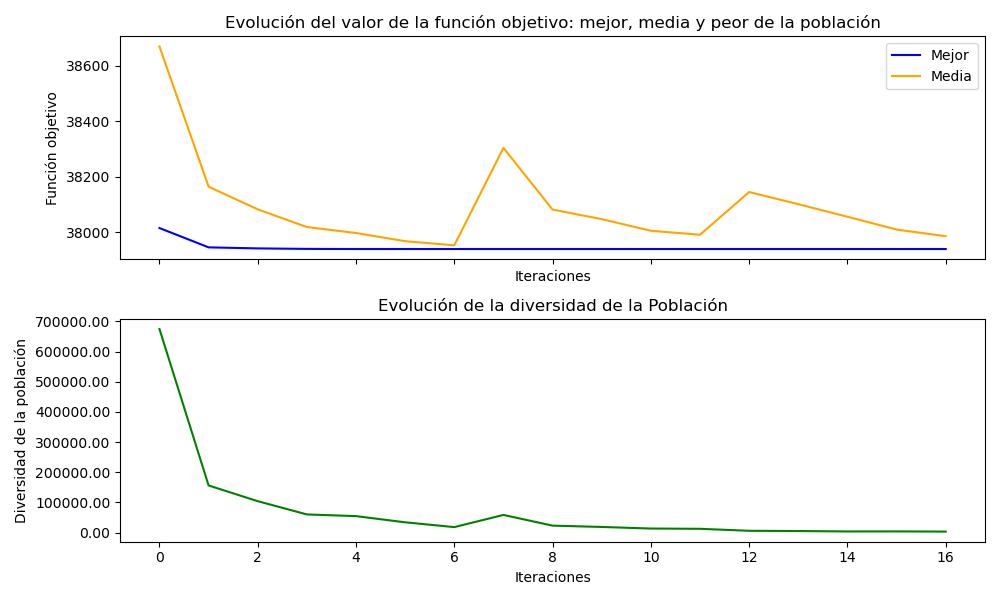 Evolución del valor de la función objetivo: mejor, media y peor de la población
Función objetivo
38600
38400
38200
38000
Mejor
Media
Iteraciones
Evolución de la diversidad de la Población
Diversidad de la población
700000.00
600000.00
500000.00
400000.00
300000.00
200000.00
100000.00
0.00
0 2 4 6 8 10 12 14 16
Iteraciones